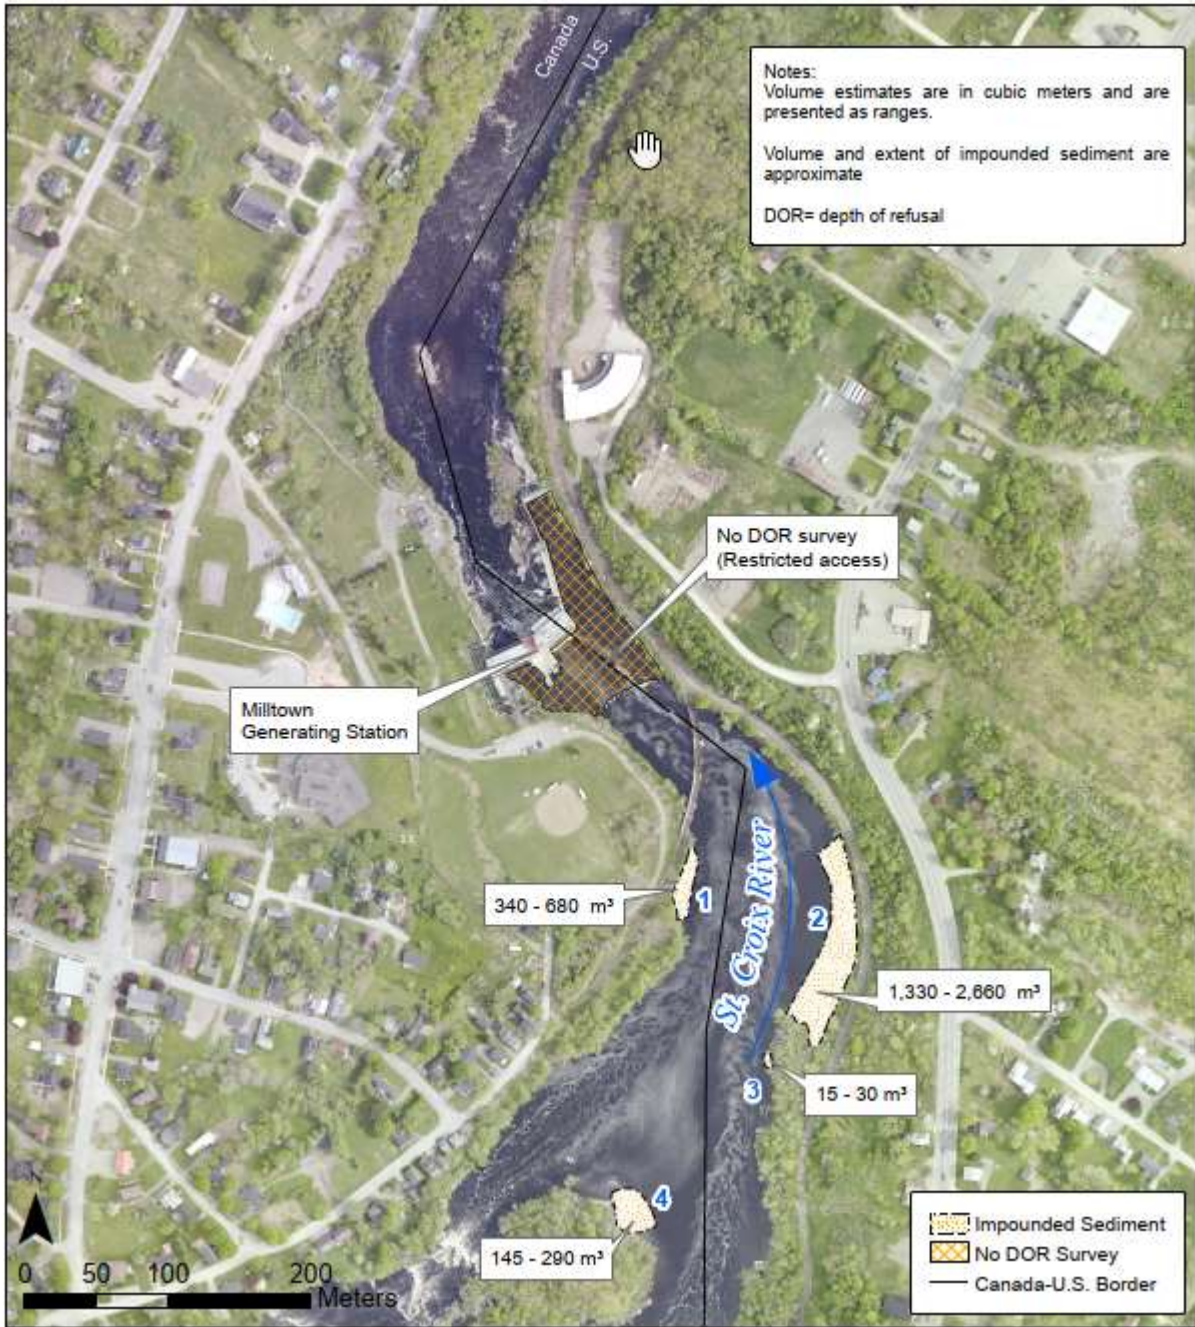 Canada
U.S.
Notes:
Volume estimates are in cubic meters and are
presented as ranges.
Volume and extent of impounded sediment are
approximate
DOR= depth of refusal
No DOR survey
(Restricted access)
Milltown
Generating Station
340 - 680 m³
1
St. Croix River
2
1,330 - 2,660 m³
3
15 - 30 m³
4
145 - 290 m³
0 50 100 200
Meters
Impounded Sediment
No DOR Survey
Canada-U.S. Border